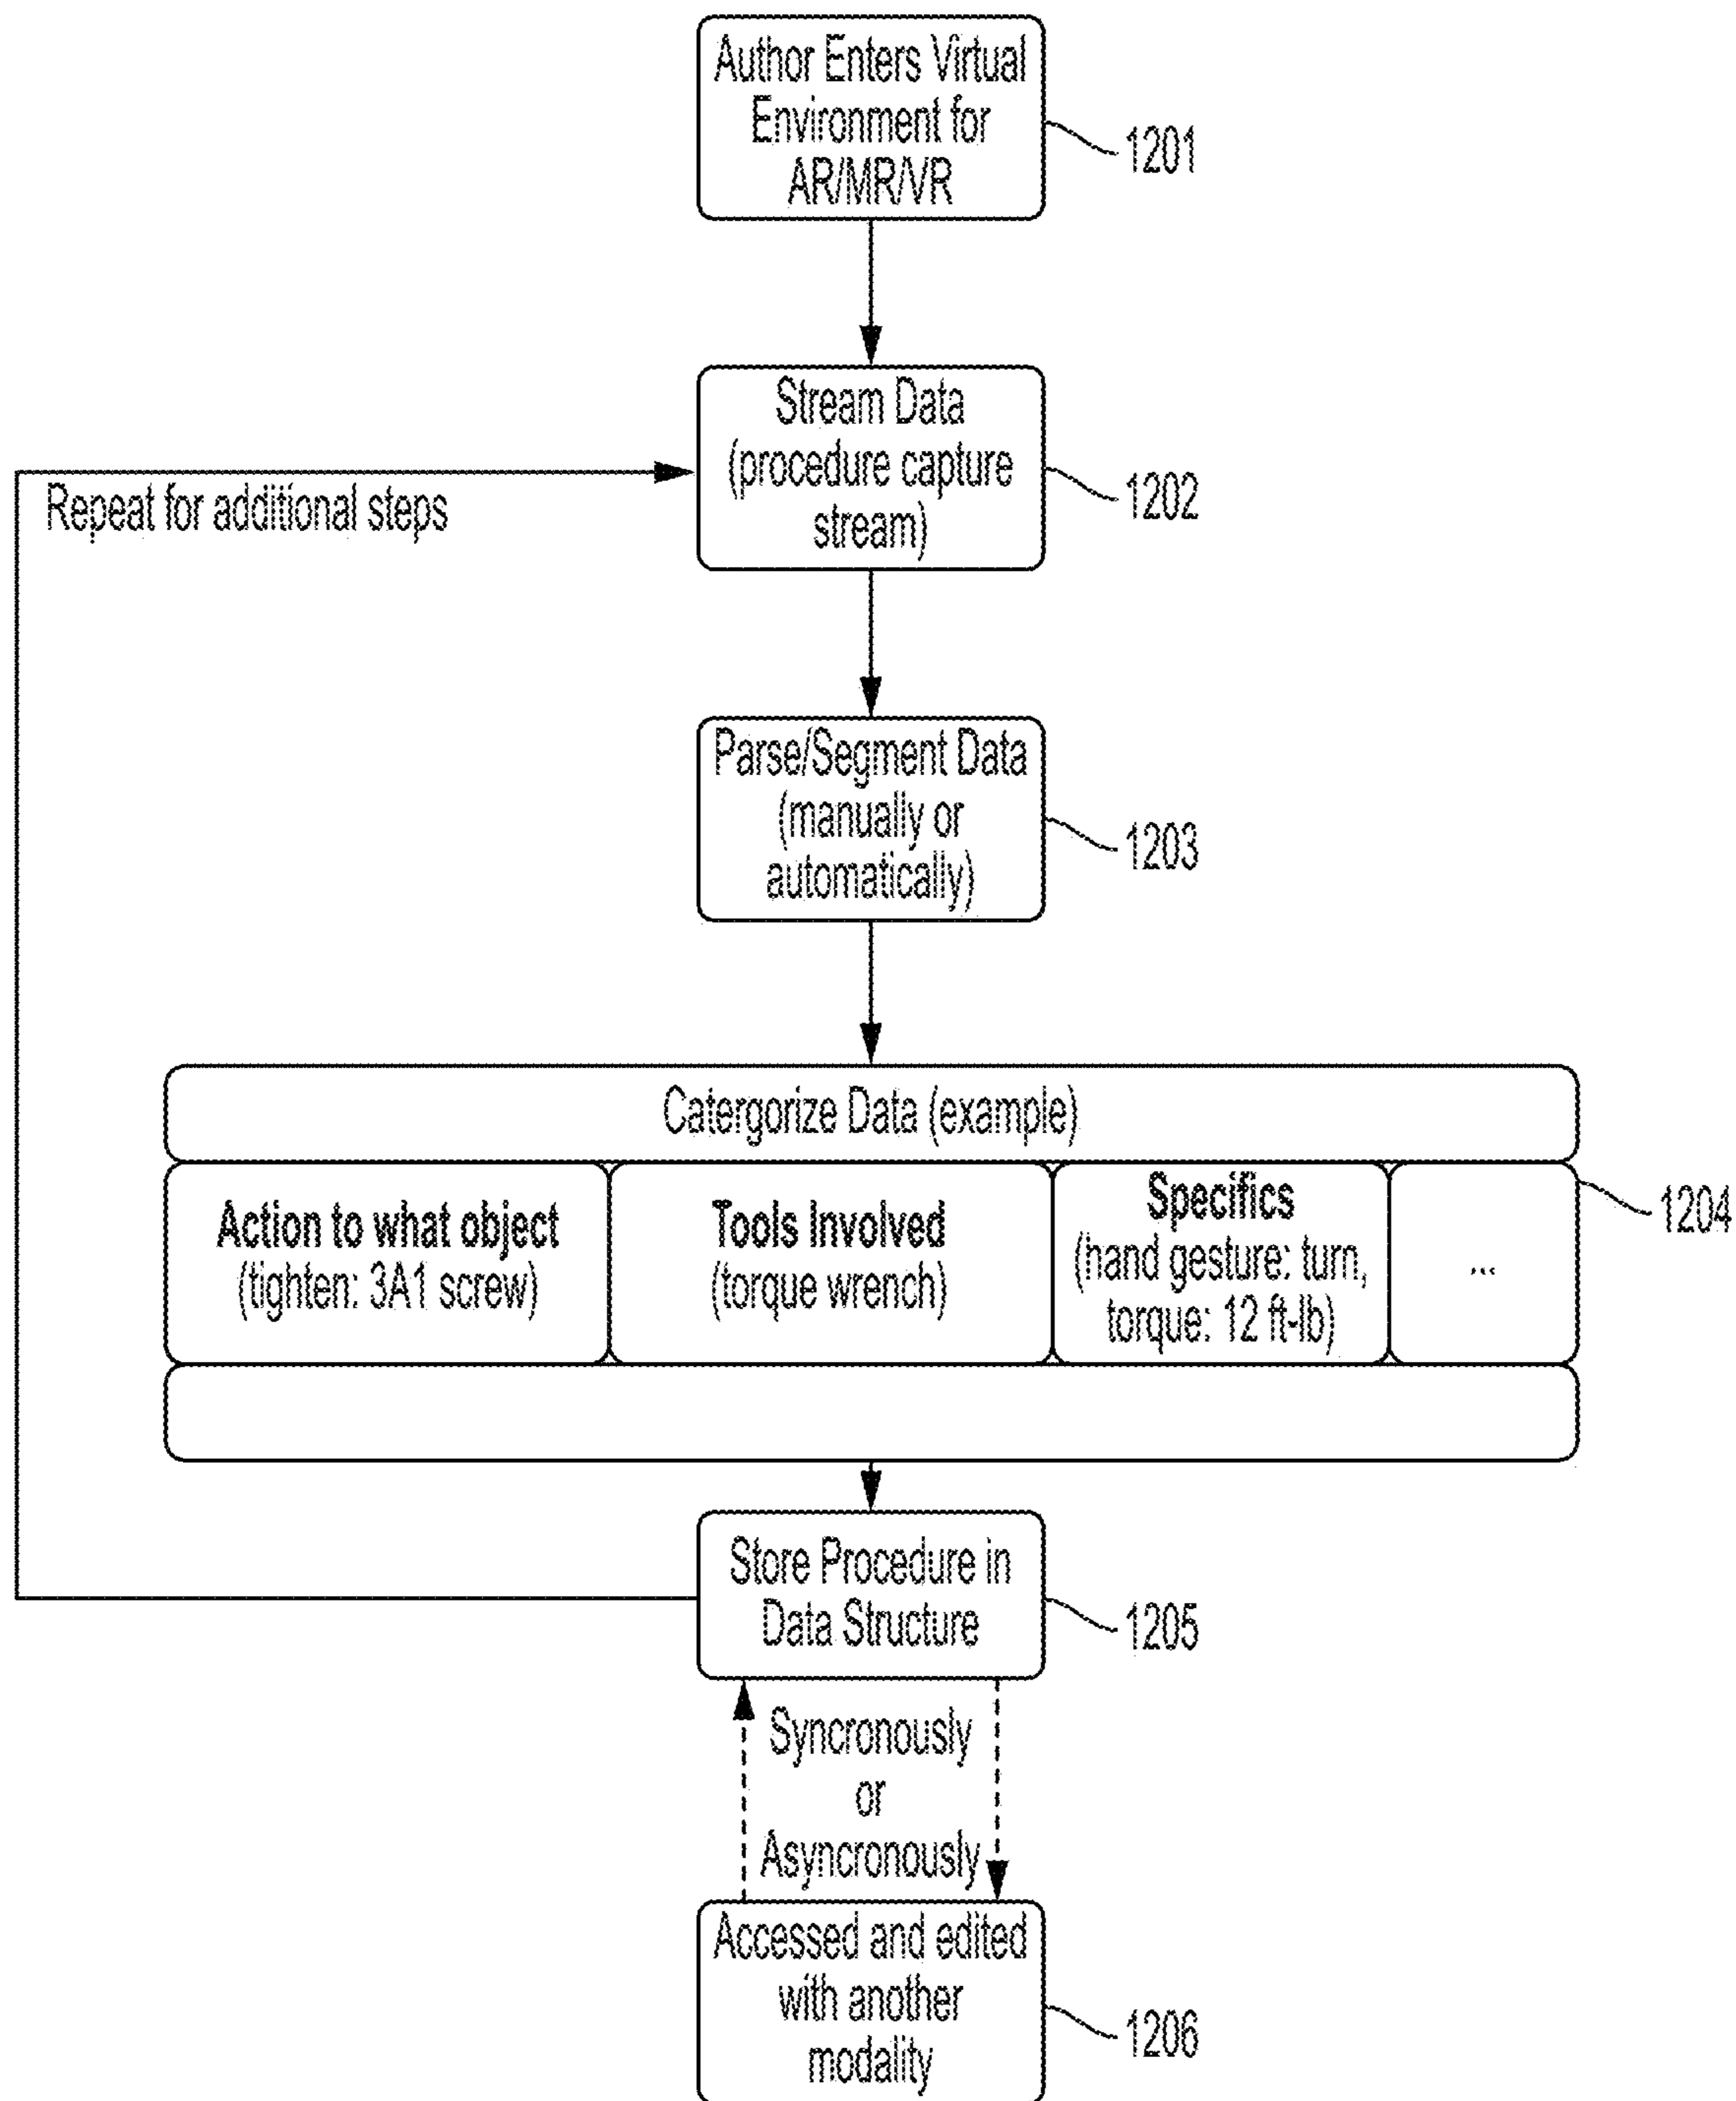 Author Enters Virtual
Environment for
AR/MR/VR
1201
Stream Data
(procedure capture
stream)
1202
Repeat for additional steps
Parse/Segment Data
(manually or
automatically)
1203
Catergorize Data (example)
Action to what object
(tighten: 3A1 screw)
Tools Involved
(torque wrench)
Specifics
(hand gesture: turn,
torque: 12 ft-lb)
...
1204
Store Procedure in
Data Structure
1205
Syncronously
or
Asyncronously
Accessed and edited
with another
modality
1206